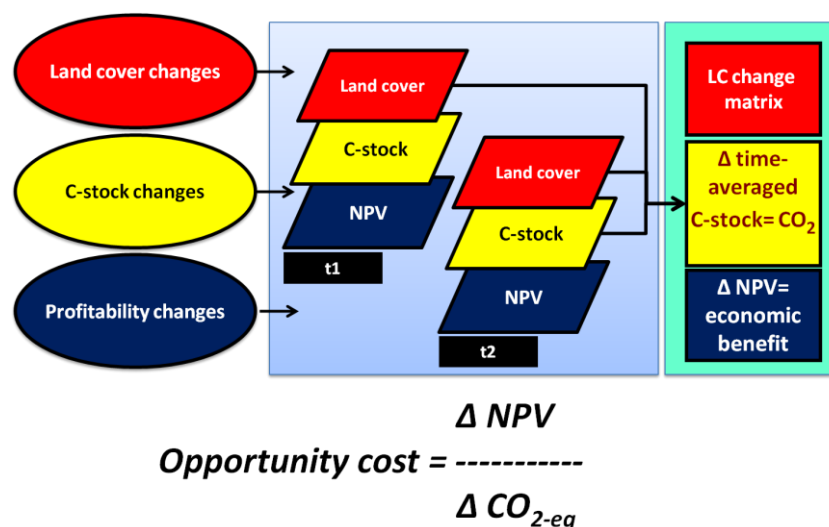 Land cover changes
C-stock changes
Profitability changes
Land cover
C-stock
NPV
t1
Land cover
C-stock
NPV
t2
LC change
matrix
Δ time-
averaged
C-stock= CO₂
Δ NPV=
economic
benefit
Δ NPV
Opportunity cost = -----------
Δ CO₂₋eq